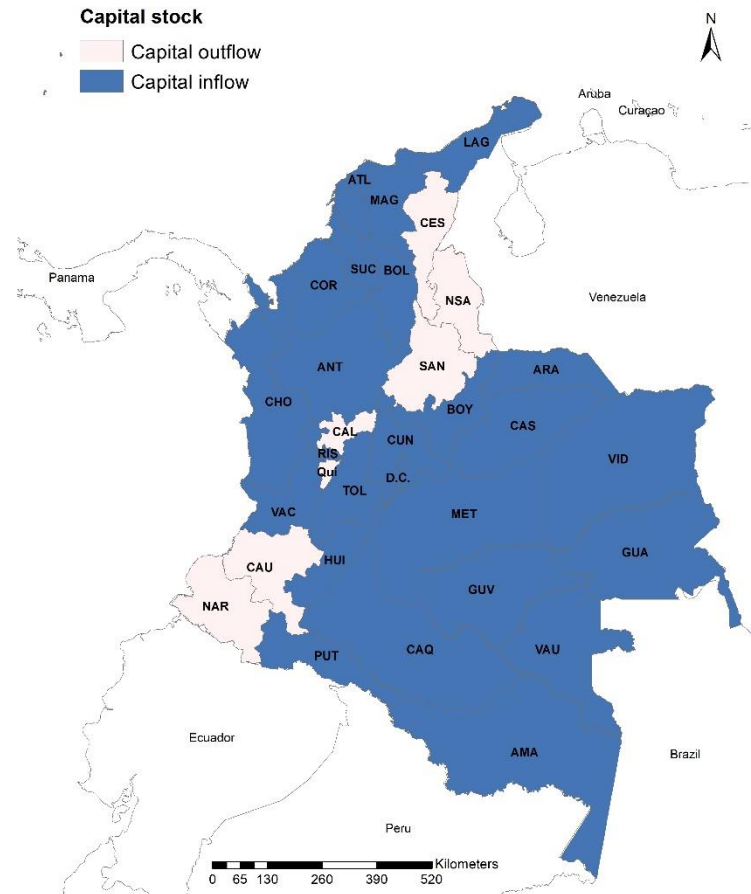 Capital stock
Capital outflow
Capital inflow
N
Aruba
Curaçao
LAG
ATL
MAG
CES
SUC
BOL
COR
Panama
NSA
Venezuela
ANT
SAN
ARA
CHO
BOY
CAS
CAL
CUN
RIS
VID
Qui
D.C.
TOL
VAC
MET
HUI
GUA
CAU
GUV
NAR
PUT
CAQ
VAU
Ecuador
AMA
Brazil
Peru
Kilometers
0 65 130 260 390 520